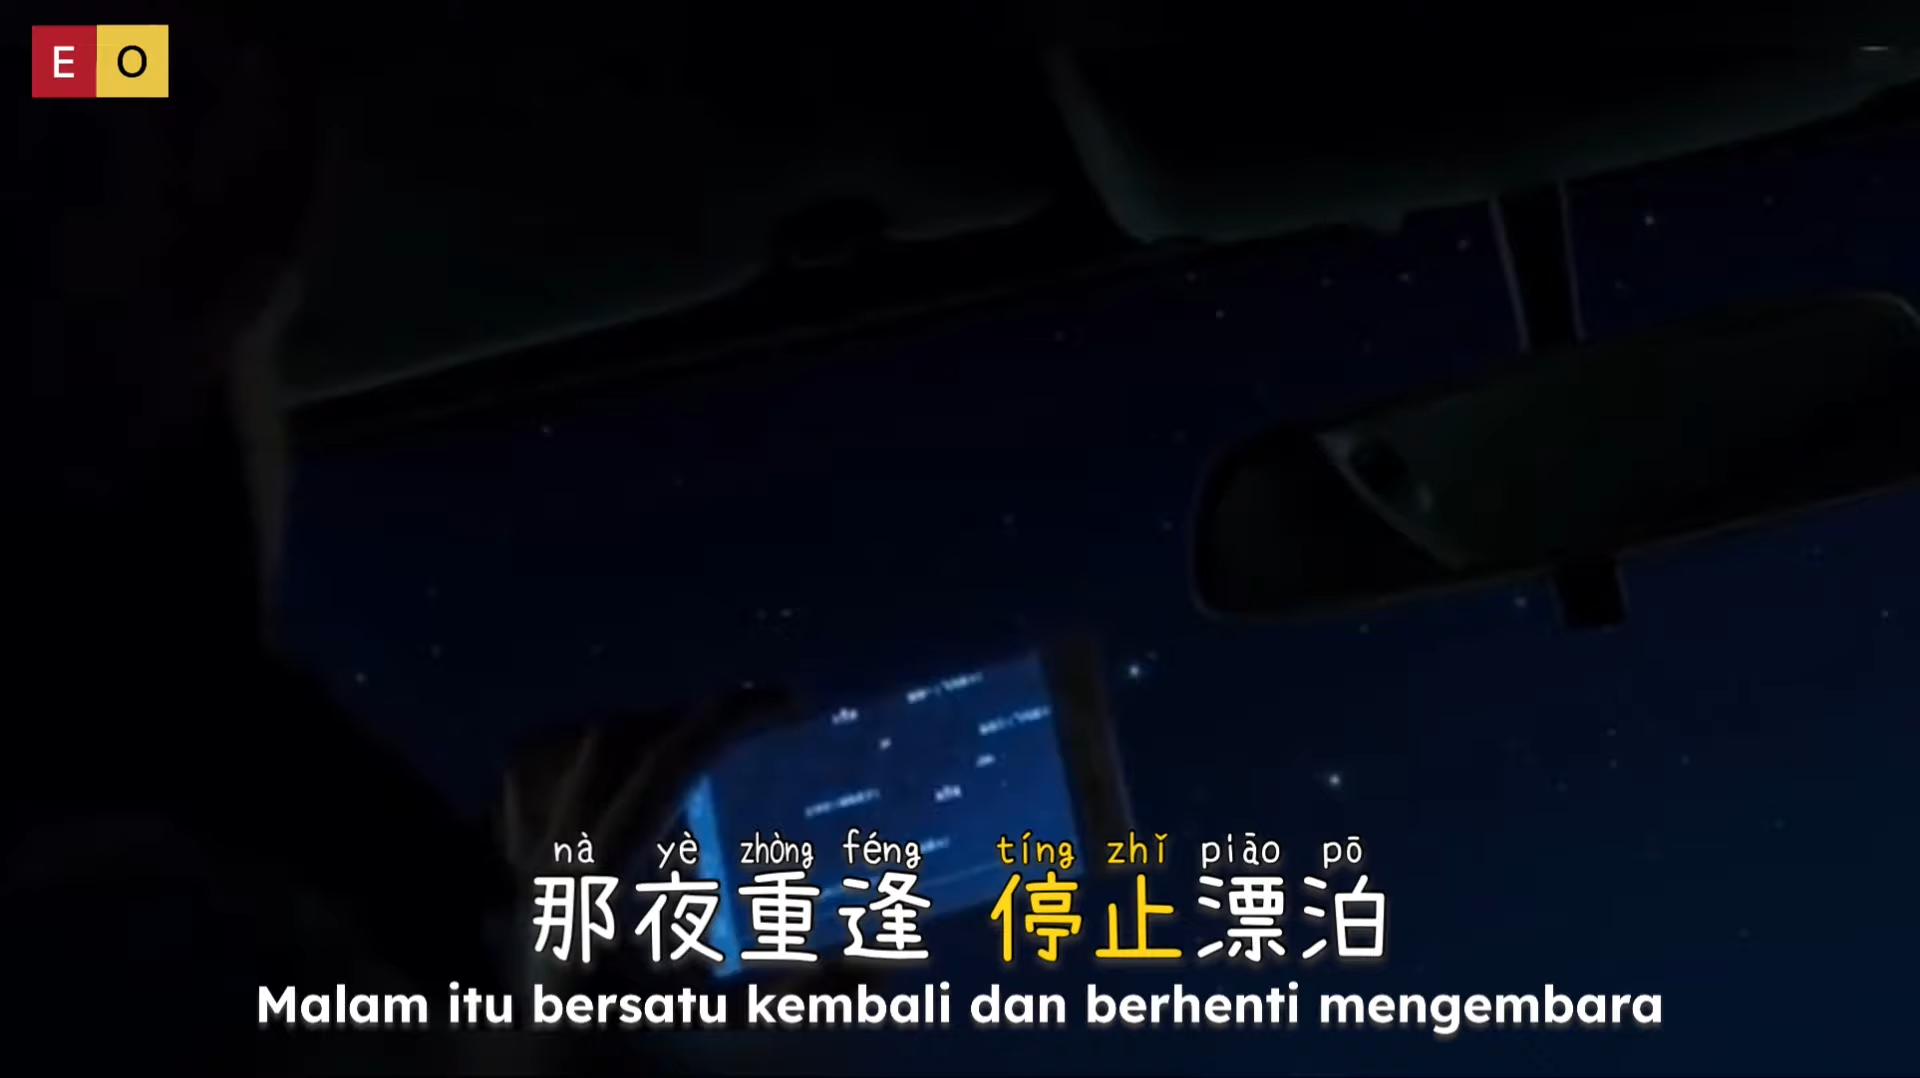 E O
nà yè zhòng féng tíng zhǐ piāo pō
那夜重逢 停止漂泊
Malam itu bersatu kembali dan berhenti mengembara